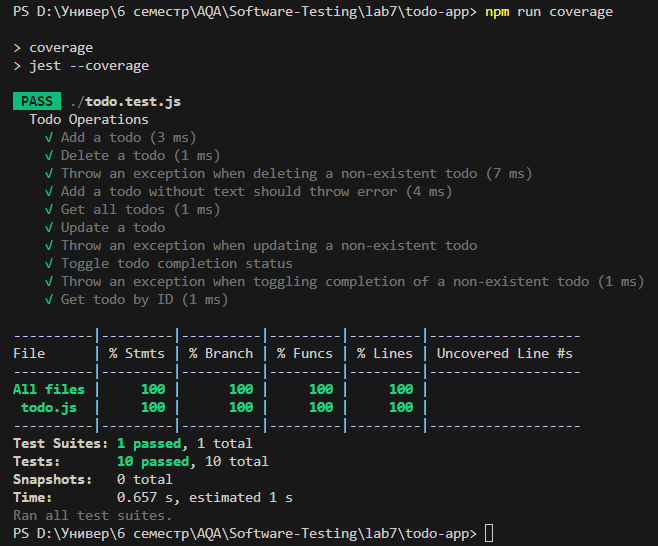 PS D:\Универ\6 семестр\AQA\Software-Testing\lab7\todo-app> npm run coverage
> coverage
> jest --coverage
PASS ./todo.test.js
Todo Operations
√ Add a todo (3 ms)
√ Delete a todo (1 ms)
√ Throw an exception when deleting a non-existent todo (7 ms)
√ Add a todo without text should throw error (4 ms)
√ Get all todos (1 ms)
√ Update a todo
√ Throw an exception when updating a non-existent todo
√ Toggle todo completion status
√ Throw an exception when toggling completion of a non-existent todo (1 ms)
√ Get todo by ID (1 ms)
----------|---------|----------|---------|---------|-------------------
File      | % Stmts | % Branch | % Funcs | % Lines | Uncovered Line #s
----------|---------|----------|---------|---------|-------------------
All files |     100 |      100 |     100 |     100 |
 todo.js  |     100 |      100 |     100 |     100 |
----------|---------|----------|---------|---------|-------------------
Test Suites: 1 passed, 1 total
Tests:       10 passed, 10 total
Snapshots:   0 total
Time:        0.657 s, estimated 1 s
Ran all test suites.
PS D:\Универ\6 семестр\AQA\Software-Testing\lab7\todo-app>